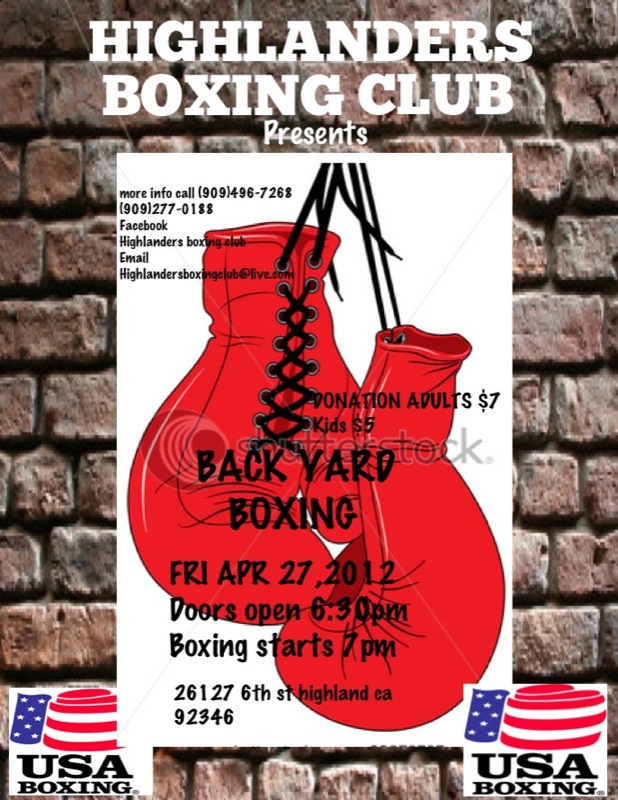 HIGHLANDERS
BOXING CLUB
Presents
more info call (909)496-7268
(909)277-0188
Facebook
Highlanders boxing club
Email
Highlandersboxingclub@live.com
DONATION ADULTS $7
Kids $5
shutterstock.
BACK YARD
BOXING
FRI APR 27,2012
Doors open 6:30pm
Boxing starts 7pm
26127 6th st highland ca
92346
USA
BOXING®
USA
BOXING®